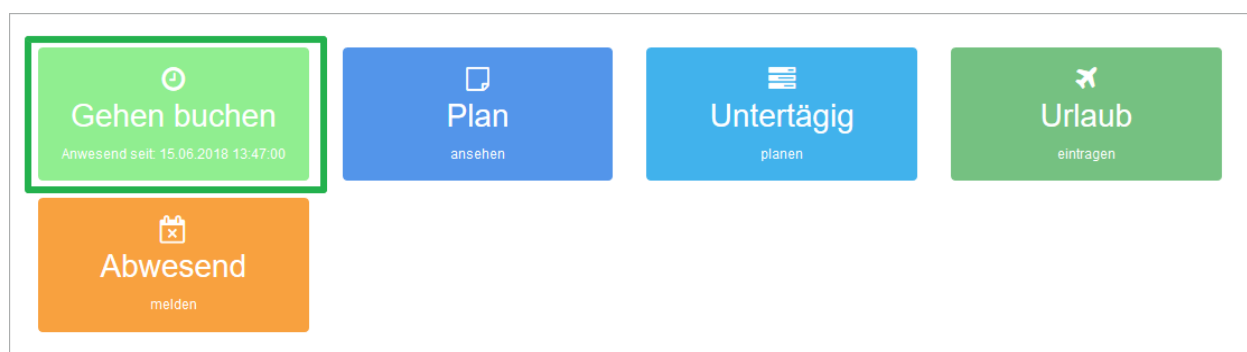 Gehen buchen
Anwesend seit: 15.06.2018 13:47:00
Plan
ansehen
Untertägig
planen
Urlaub
eintragen
Abwesend
melden